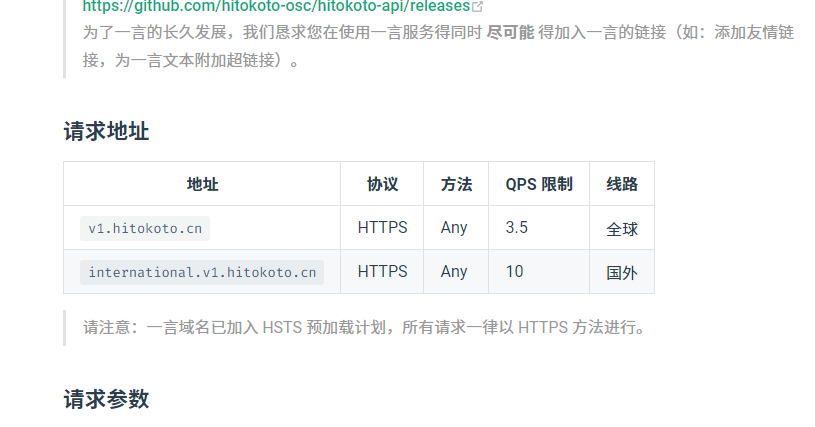 https://github.com/hitokoto-osc/hitokoto-api/releases
为了一言的长久发展，我们恳求您在使用一言服务得同时 尽可能 得加入一言的链接（如：添加友情链
接，为一言文本附加超链接）。
请求地址
地址 协议 方法 QPS 限制 线路
v1.hitokoto.cn HTTPS Any 3.5 全球
international.v1.hitokoto.cn HTTPS Any 10 国外
请注意：一言域名已加入 HSTS 预加载计划，所有请求一律以 HTTPS 方法进行。
请求参数